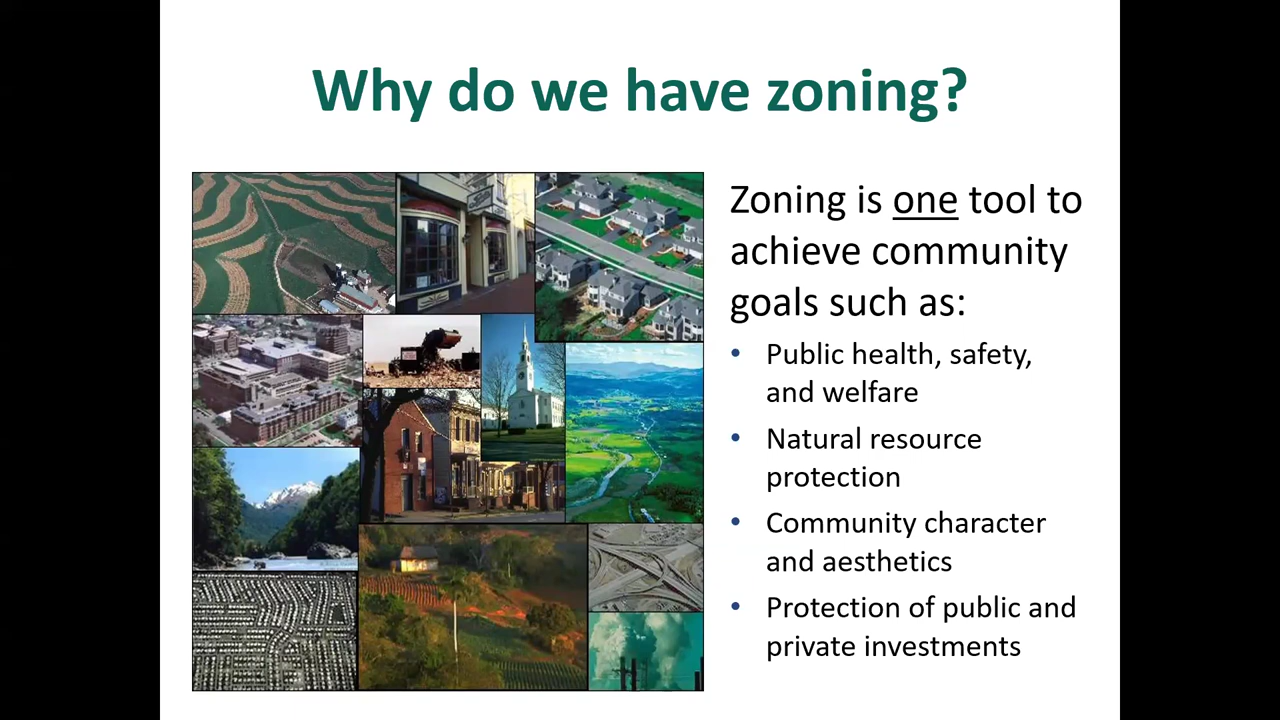 Why do we have zoning?
Zoning is one tool to
achieve community
goals such as:
• Public health, safety,
and welfare
• Natural resource
protection
• Community character
and aesthetics
• Protection of public and
private investments